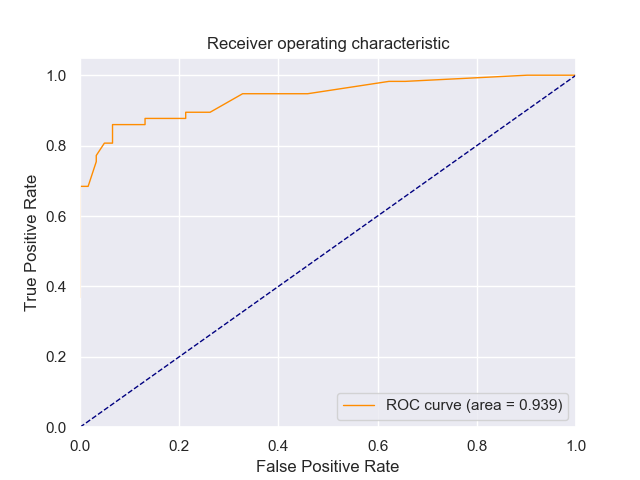 Receiver operating characteristic
True Positive Rate
1.0
0.8
0.6
0.4
0.2
0.0
ROC curve (area = 0.939)
0.0 0.2 0.4 0.6 0.8 1.0
False Positive Rate